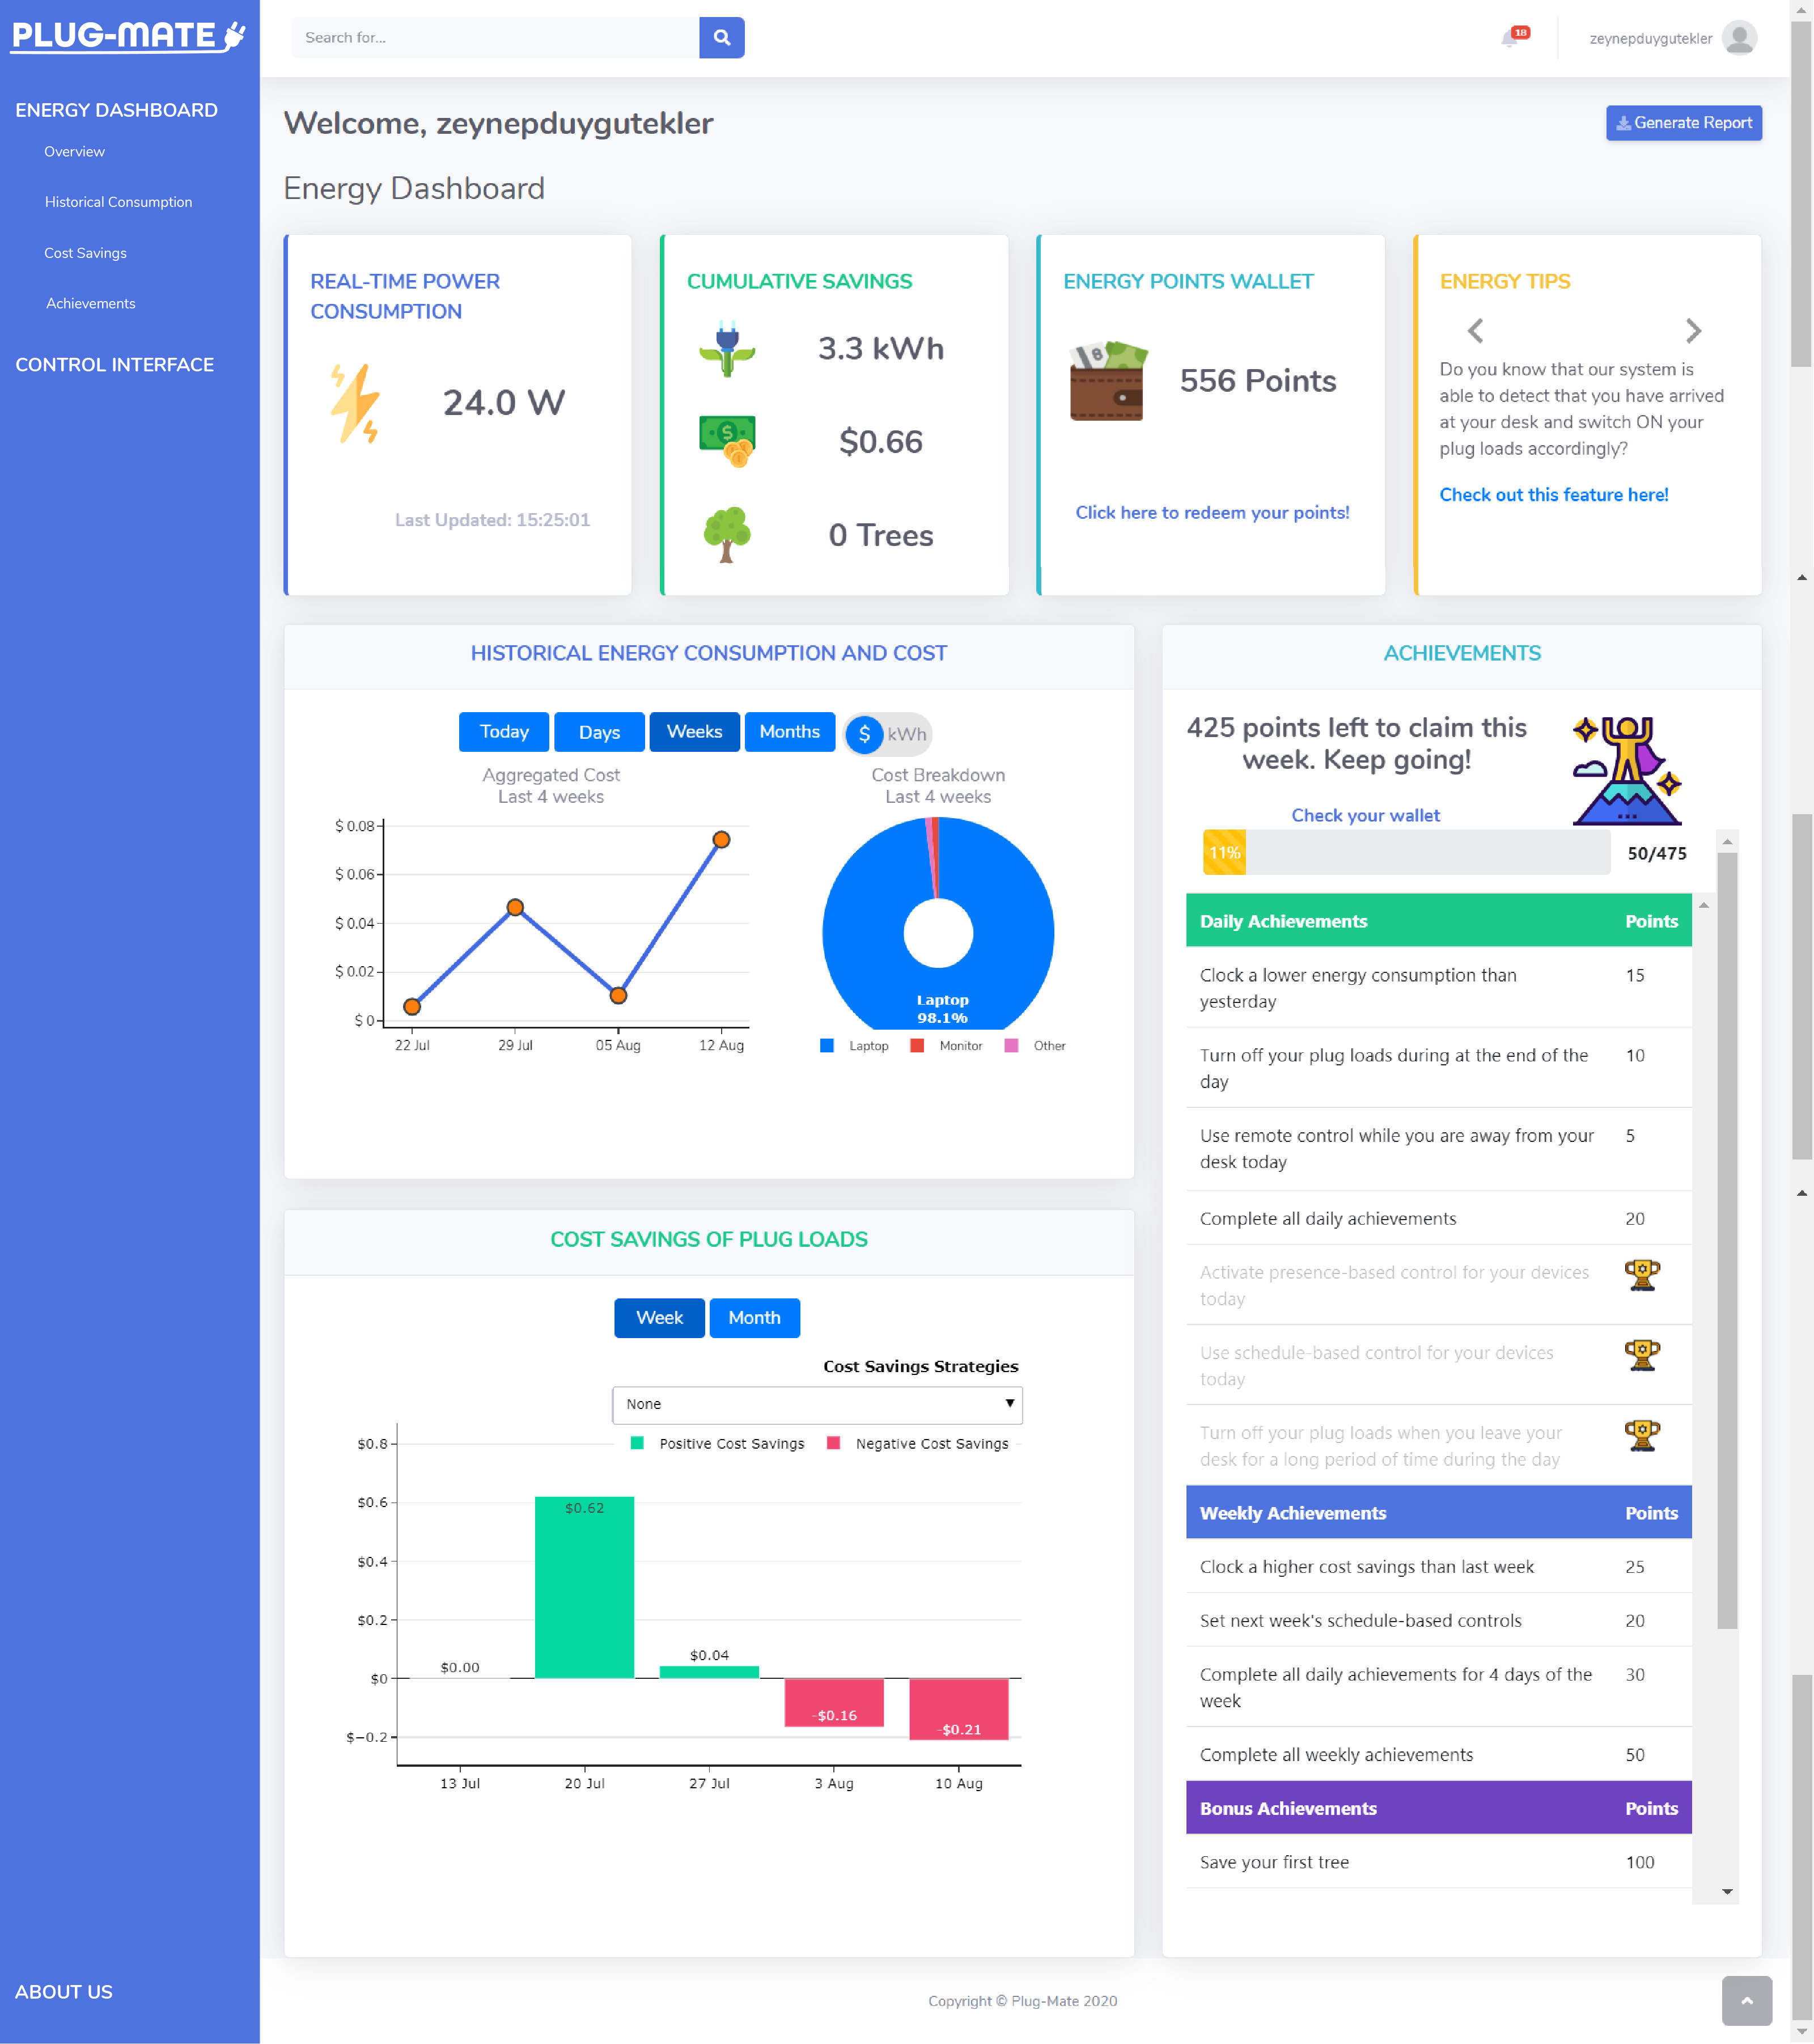 PLUG-MATE
Search for...
18
zeynepduygutekler
ENERGY DASHBOARD
Overview
Historical Consumption
Cost Savings
Achievements
CONTROL INTERFACE
ABOUT US
Welcome, zeynepduygutekler
Generate Report
Energy Dashboard
REAL-TIME POWER
CONSUMPTION
24.0 W
Last Updated: 15:25:01
CUMULATIVE SAVINGS
3.3 kWh
$0.66
0 Trees
ENERGY POINTS WALLET
556 Points
Click here to redeem your points!
ENERGY TIPS
Do you know that our system is
able to detect that you have arrived
at your desk and switch ON your
plug loads accordingly?
Check out this feature here!
HISTORICAL ENERGY CONSUMPTION AND COST
Today Days Weeks Months $ kWh
Aggregated Cost
Last 4 weeks
$ 0.08
$ 0.06
$ 0.04
$ 0.02
$ 0
22 Jul 29 Jul 05 Aug 12 Aug
Cost Breakdown
Last 4 weeks
Laptop
98.1%
Laptop Monitor Other
COST SAVINGS OF PLUG LOADS
Week Month
Cost Savings Strategies
None
Positive Cost Savings Negative Cost Savings
$0.8
$0.6
$0.4
$0.2
$0
$−0.2
$0.00
$0.62
$0.04
-$0.16
-$0.21
13 Jul 20 Jul 27 Jul 3 Aug 10 Aug
ACHIEVEMENTS
425 points left to claim this
week. Keep going!
Check your wallet
11% 50/475
Daily Achievements Points
Clock a lower energy consumption than 15
yesterday
Turn off your plug loads during at the end of the 10
day
Use remote control while you are away from your 5
desk today
Complete all daily achievements 20
Activate presence-based control for your devices
today
Use schedule-based control for your devices
today
Turn off your plug loads when you leave your
desk for a long period of time during the day
Weekly Achievements Points
Clock a higher cost savings than last week 25
Set next week's schedule-based controls 20
Complete all daily achievements for 4 days of the 30
week
Complete all weekly achievements 50
Bonus Achievements Points
Save your first tree 100
Copyright © Plug-Mate 2020